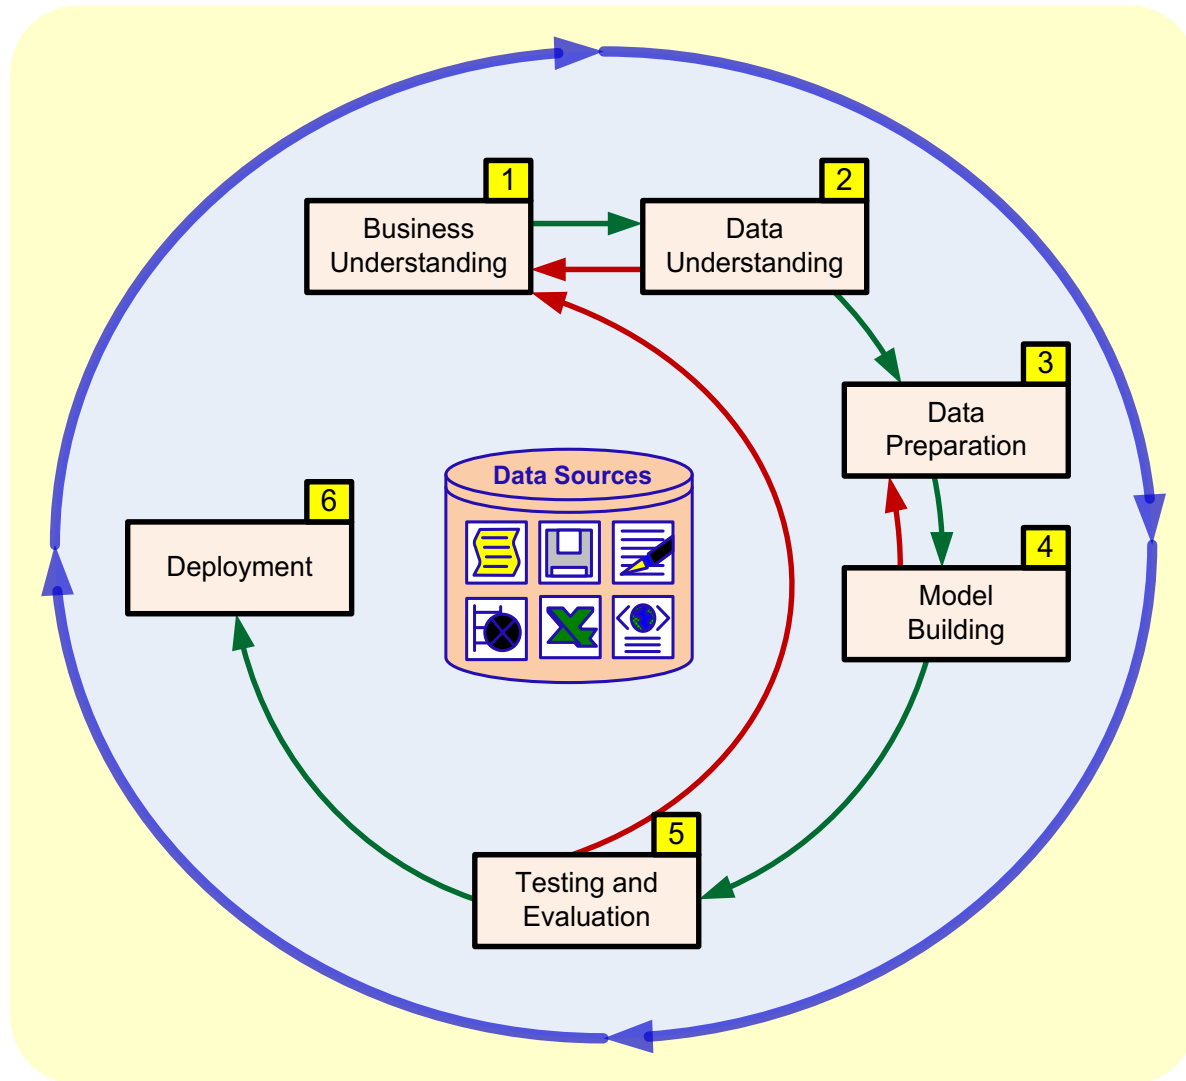 1
Business
Understanding
2
Data
Understanding
3
Data
Preparation
4
Model
Building
Data Sources
6
Deployment
5
Testing and
Evaluation